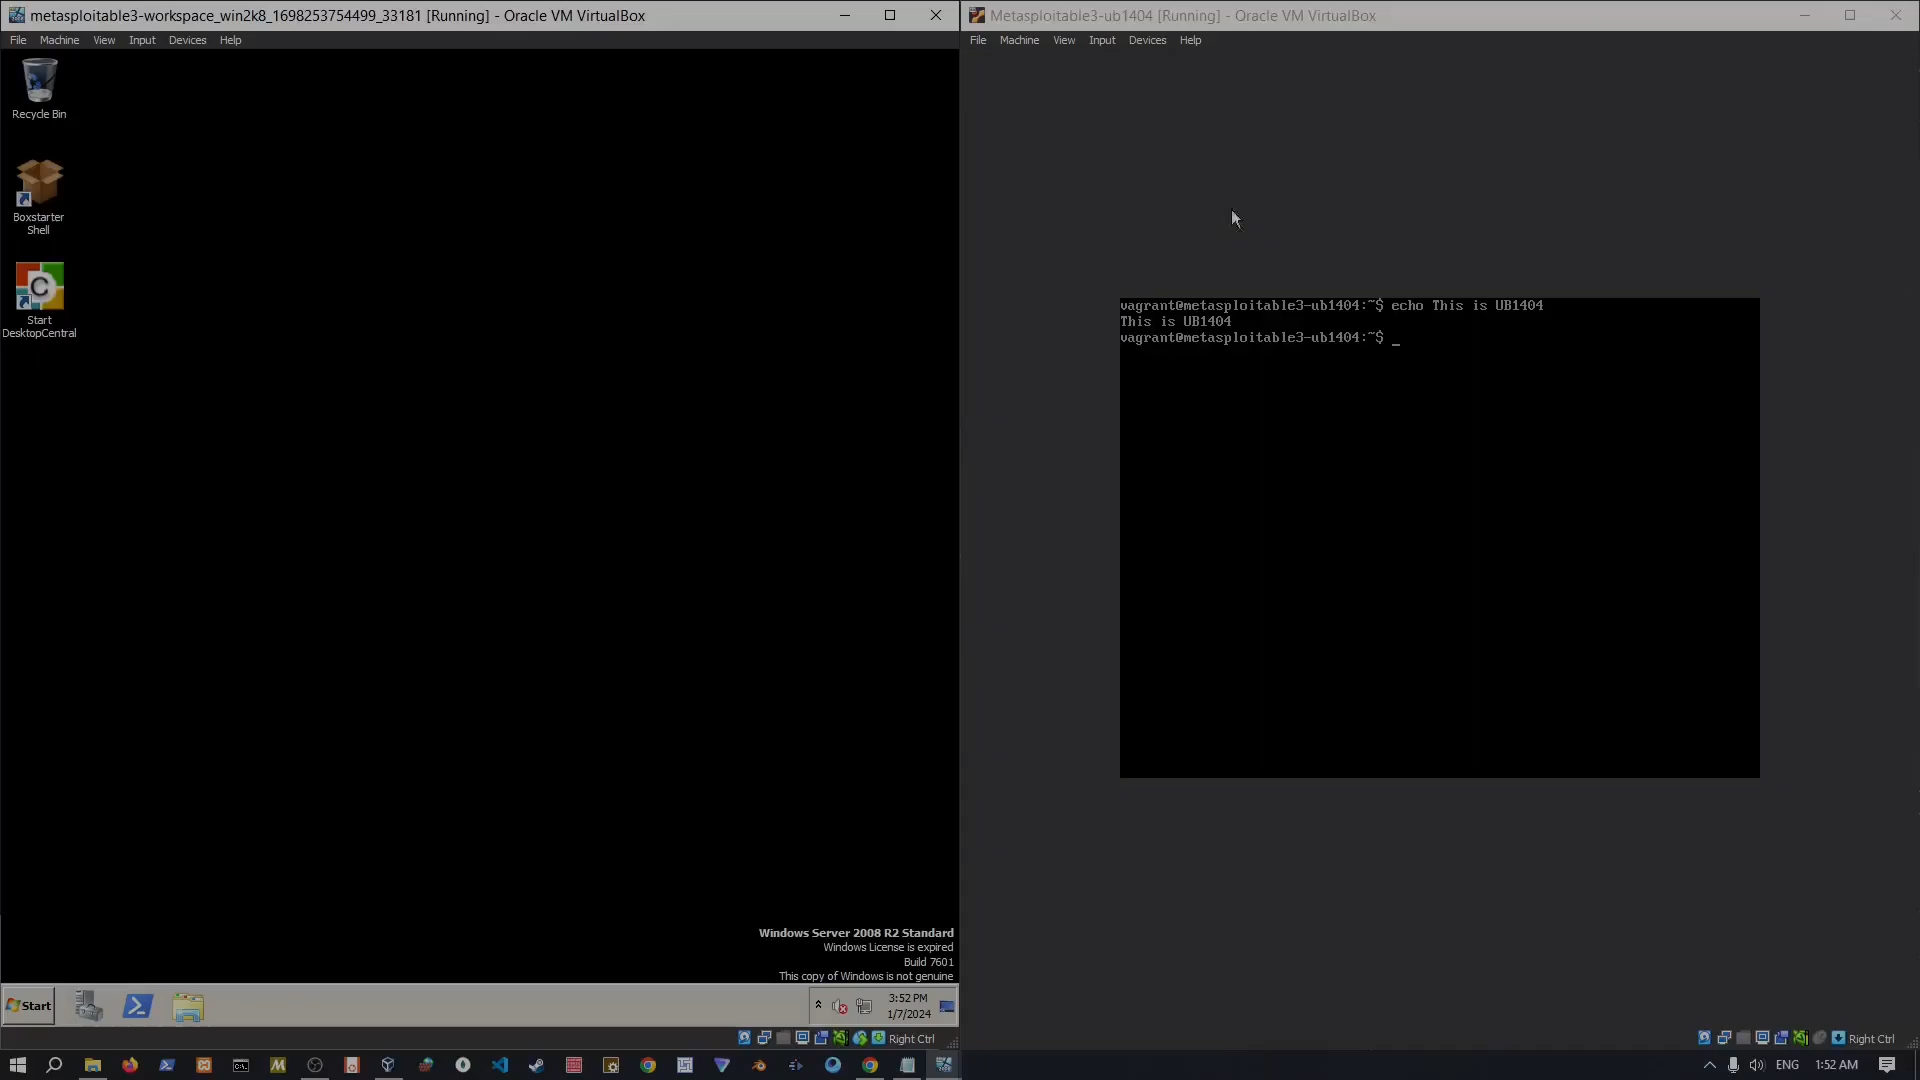 metasploitable3-workspace_win2k8_1698253754499_33181 [Running] - Oracle VM VirtualBox
File Machine View Input Devices Help
Recycle Bin
Boxstarter
Shell
Start
DesktopCentral
Windows Server 2008 R2 Standard
Windows License is expired
Build 7601
This copy of Windows is not genuine
Start
3:52 PM
1/7/2024
Right Ctrl
Metasploitable3-ub1404 [Running] - Oracle VM VirtualBox
File Machine View Input Devices Help
vagrant@metasploitable3-ub1404:~$ echo This is UB1404
This is UB1404
vagrant@metasploitable3-ub1404:~$ _
Right Ctrl
ENG
1:52 AM